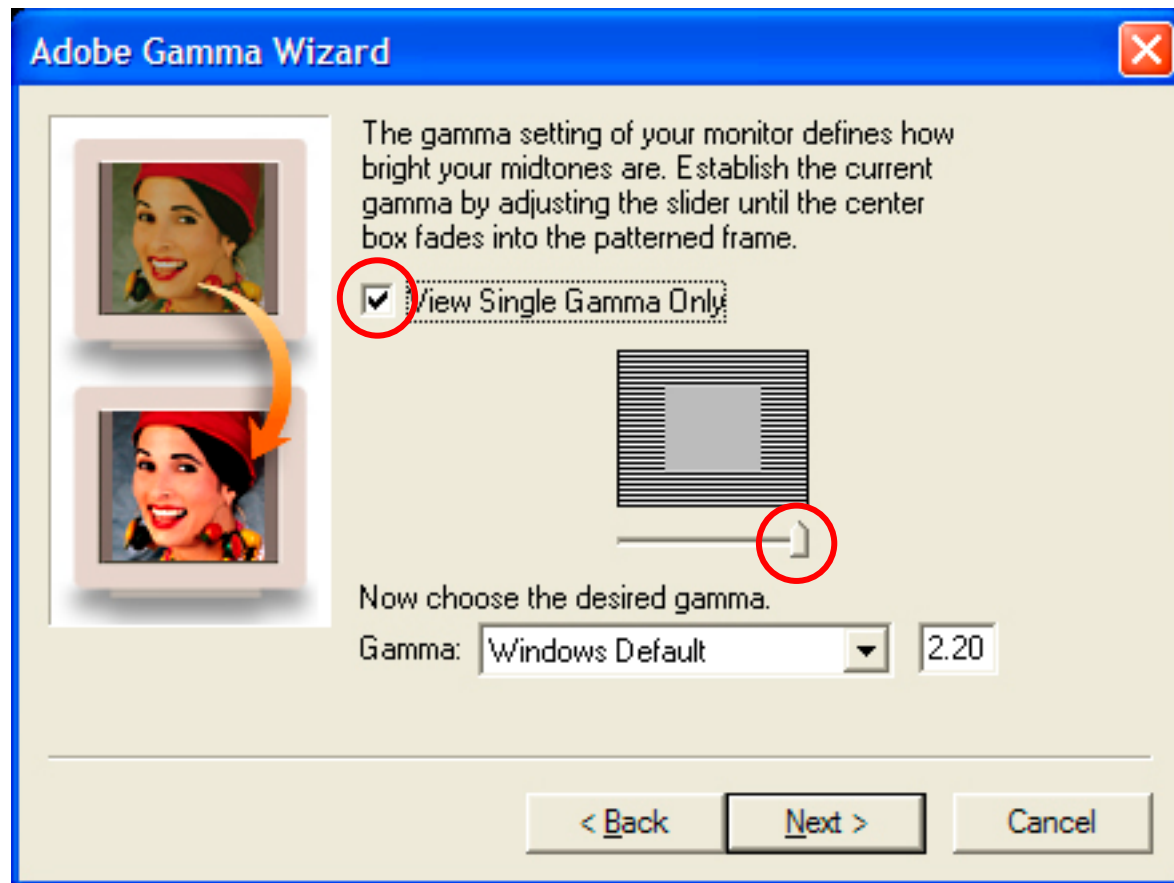 Adobe Gamma Wizard
The gamma setting of your monitor defines how
bright your midtones are. Establish the current
gamma by adjusting the slider until the center
box fades into the patterned frame.
View Single Gamma Only
Now choose the desired gamma.
Gamma: Windows Default 2.20
< Back Next > Cancel